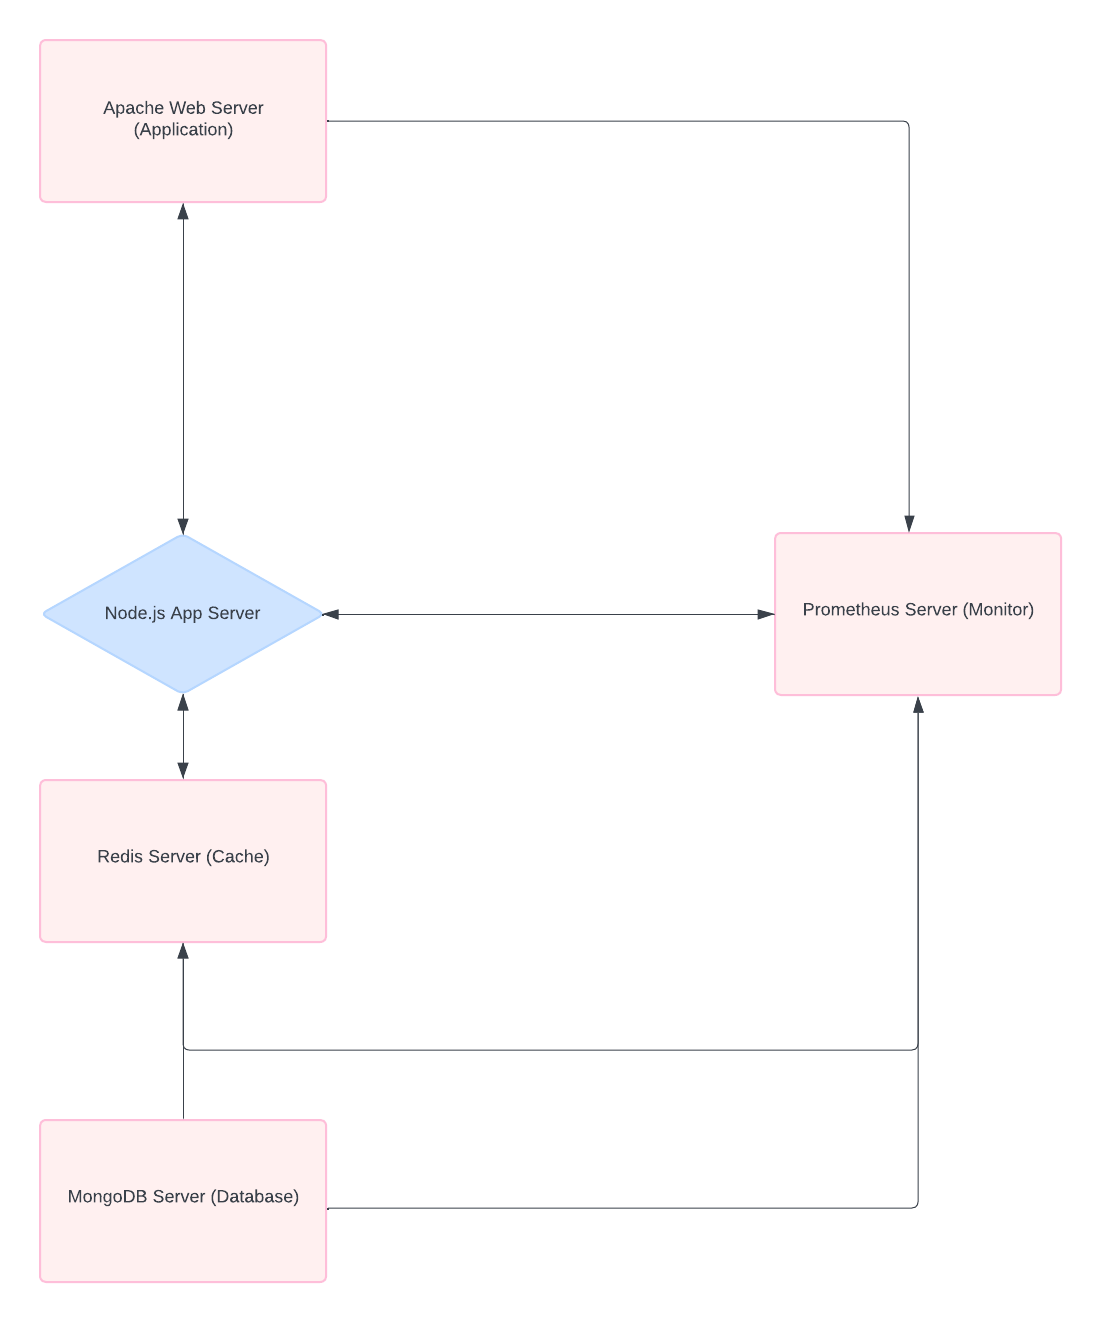 Apache Web Server
(Application)
Node.js App Server
Prometheus Server (Monitor)
Redis Server (Cache)
MongoDB Server (Database)